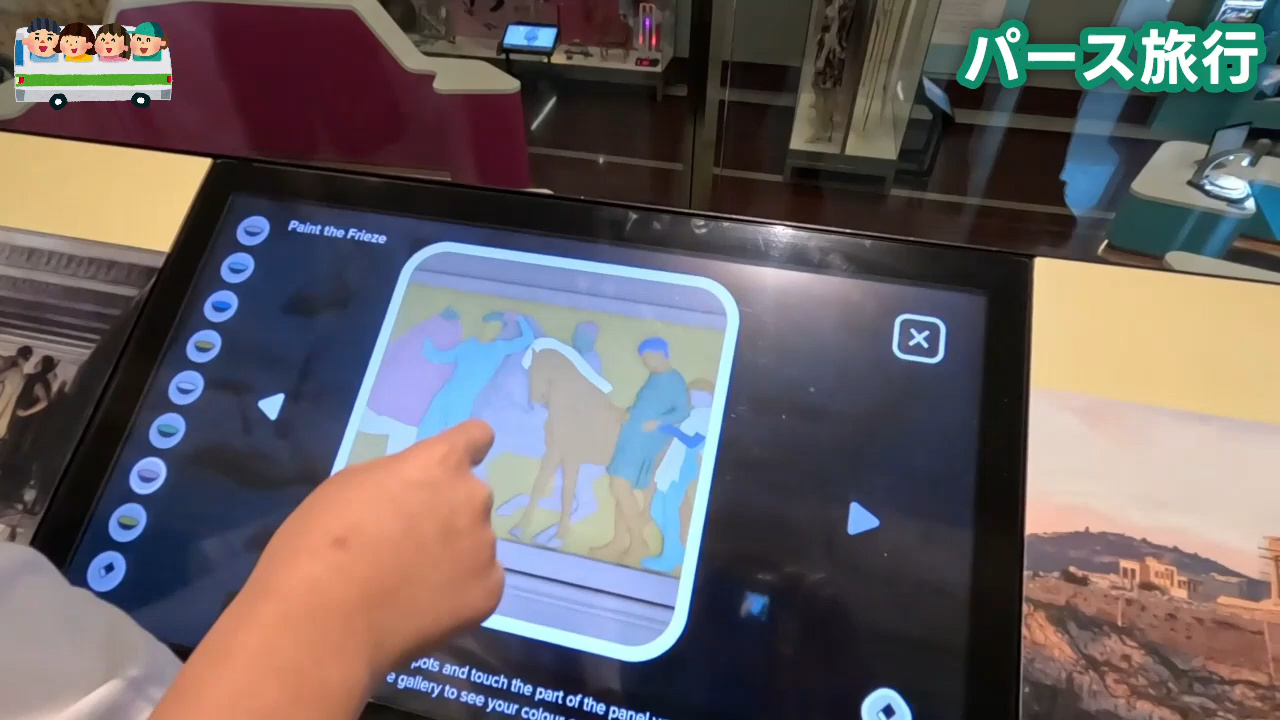 パース旅行
Paint the Frieze
pots and touch the part of the panel
gallery to see your colour